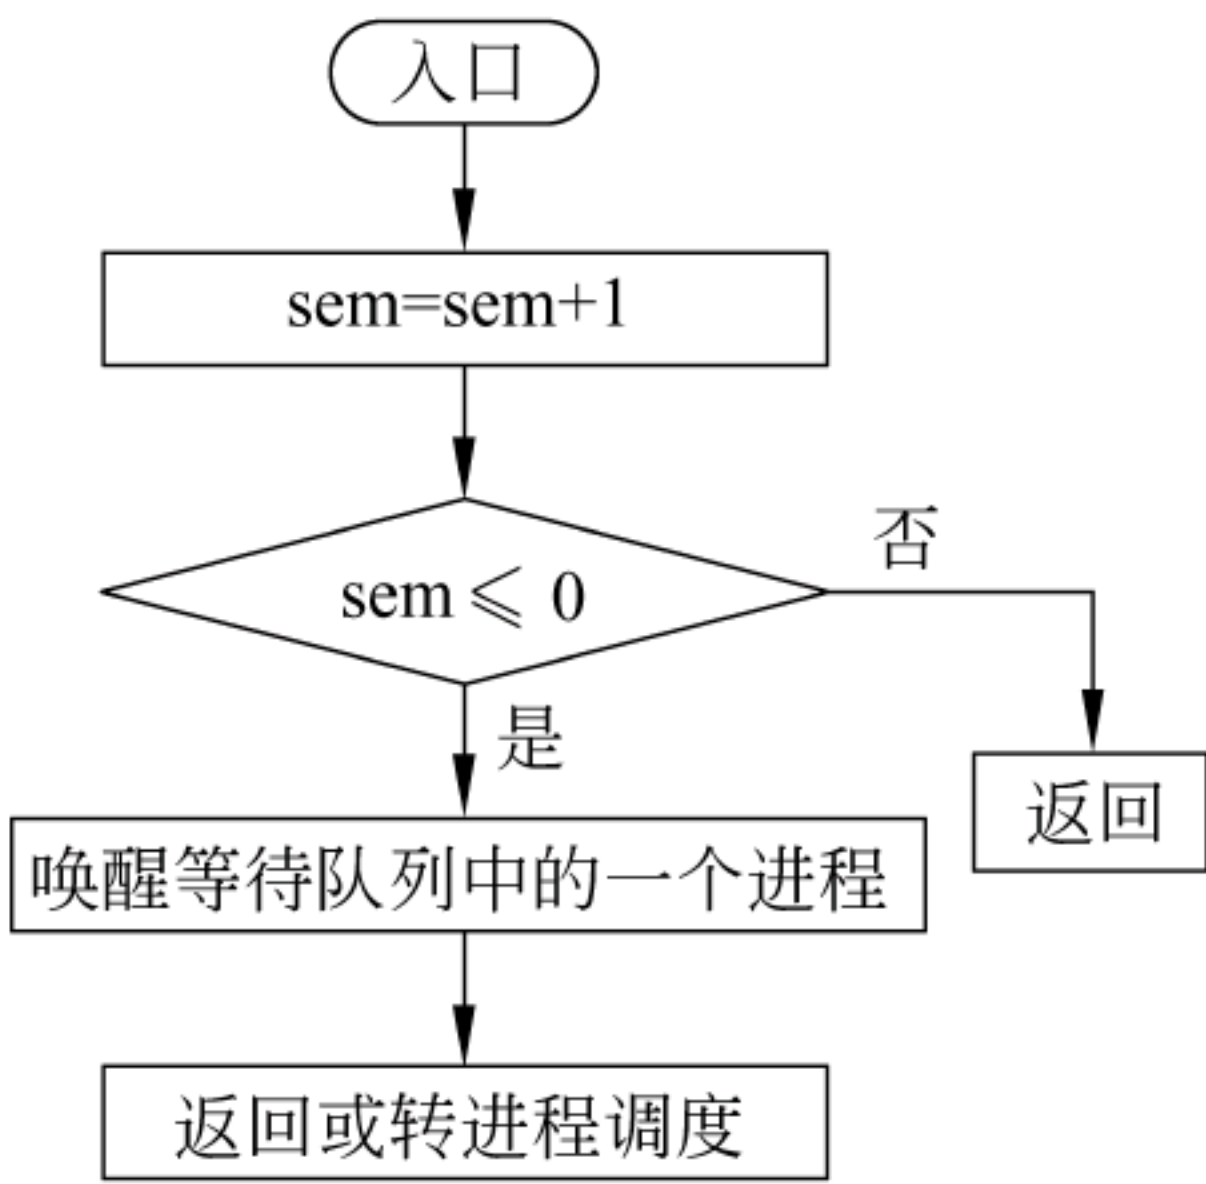 入口
sem=sem+1
sem ⩽ 0
否
是
返回
唤醒等待队列中的一个进程
返回或转进程调度